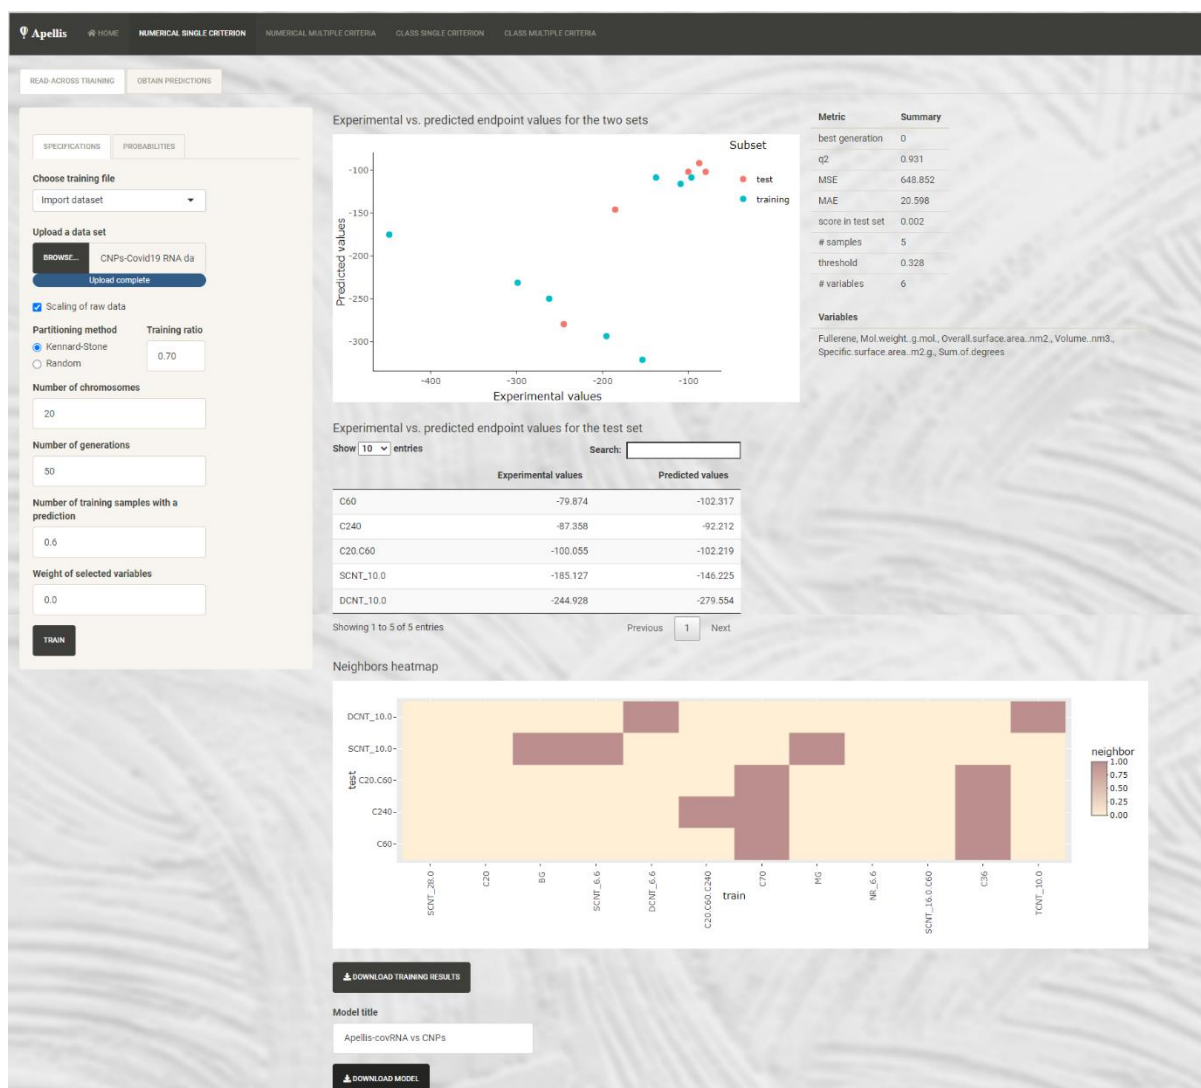 Apellis HOME NUMERICAL SINGLE CRITERION NUMERICAL MULTIPLE CRITERIA CLASS SINGLE CRITERION CLASS MULTIPLE CRITERIA
READ-ACROSS TRAINING OBTAIN PREDICTIONS
SPECIFICATIONS PROBABILITIES
Choose training file
Import dataset
Upload a data set
BROWSE... CNPs-Covid19 RNA da
Upload complete
Scaling of raw data
Partitioning method Training ratio
Kennard-Stone
0.70
Random
Number of chromosomes
20
Number of generations
50
Number of training samples with a
prediction
0.6
Weight of selected variables
0.0
TRAIN
Experimental vs. predicted endpoint values for the two sets
Subset
test
training
Predicted values
-100
-150
-200
-250
-300
-400 -300 -200 -100
Experimental values
Metric Summary
best generation 0
q2 0.931
MSE 648.852
MAE 20.598
score in test set 0.002
# samples 5
threshold 0.328
# variables 6
Variables
Fullerene, Mol.weight..g.mol., Overall.surface.area..nm2., Volume..nm3.,
Specific.surface.area..m2.g., Sum.of.degrees
Experimental vs. predicted endpoint values for the test set
Show 10 entries Search:
Experimental values Predicted values
C60 -79.874 -102.317
C240 -87.358 -92.212
C20.C60 -100.055 -102.219
SCNT_10.0 -185.127 -146.225
DCNT_10.0 -244.928 -279.554
Showing 1 to 5 of 5 entries Previous 1 Next
Neighbors heatmap
test
DCNT_10.0
SCNT_10.0
C20.C60
C240
C60
SCNT_28.0 C20 BG SCNT_6.6 DCNT_6.6 C20.C60.C240 C70 MG NR_6.6 SCNT_16.0.C60 C36 TCNT_10.0
train
neighbor
1.00
0.75
0.50
0.25
0.00
DOWNLOAD TRAINING RESULTS
Model title
Apellis-covRNA vs CNPs
DOWNLOAD MODEL